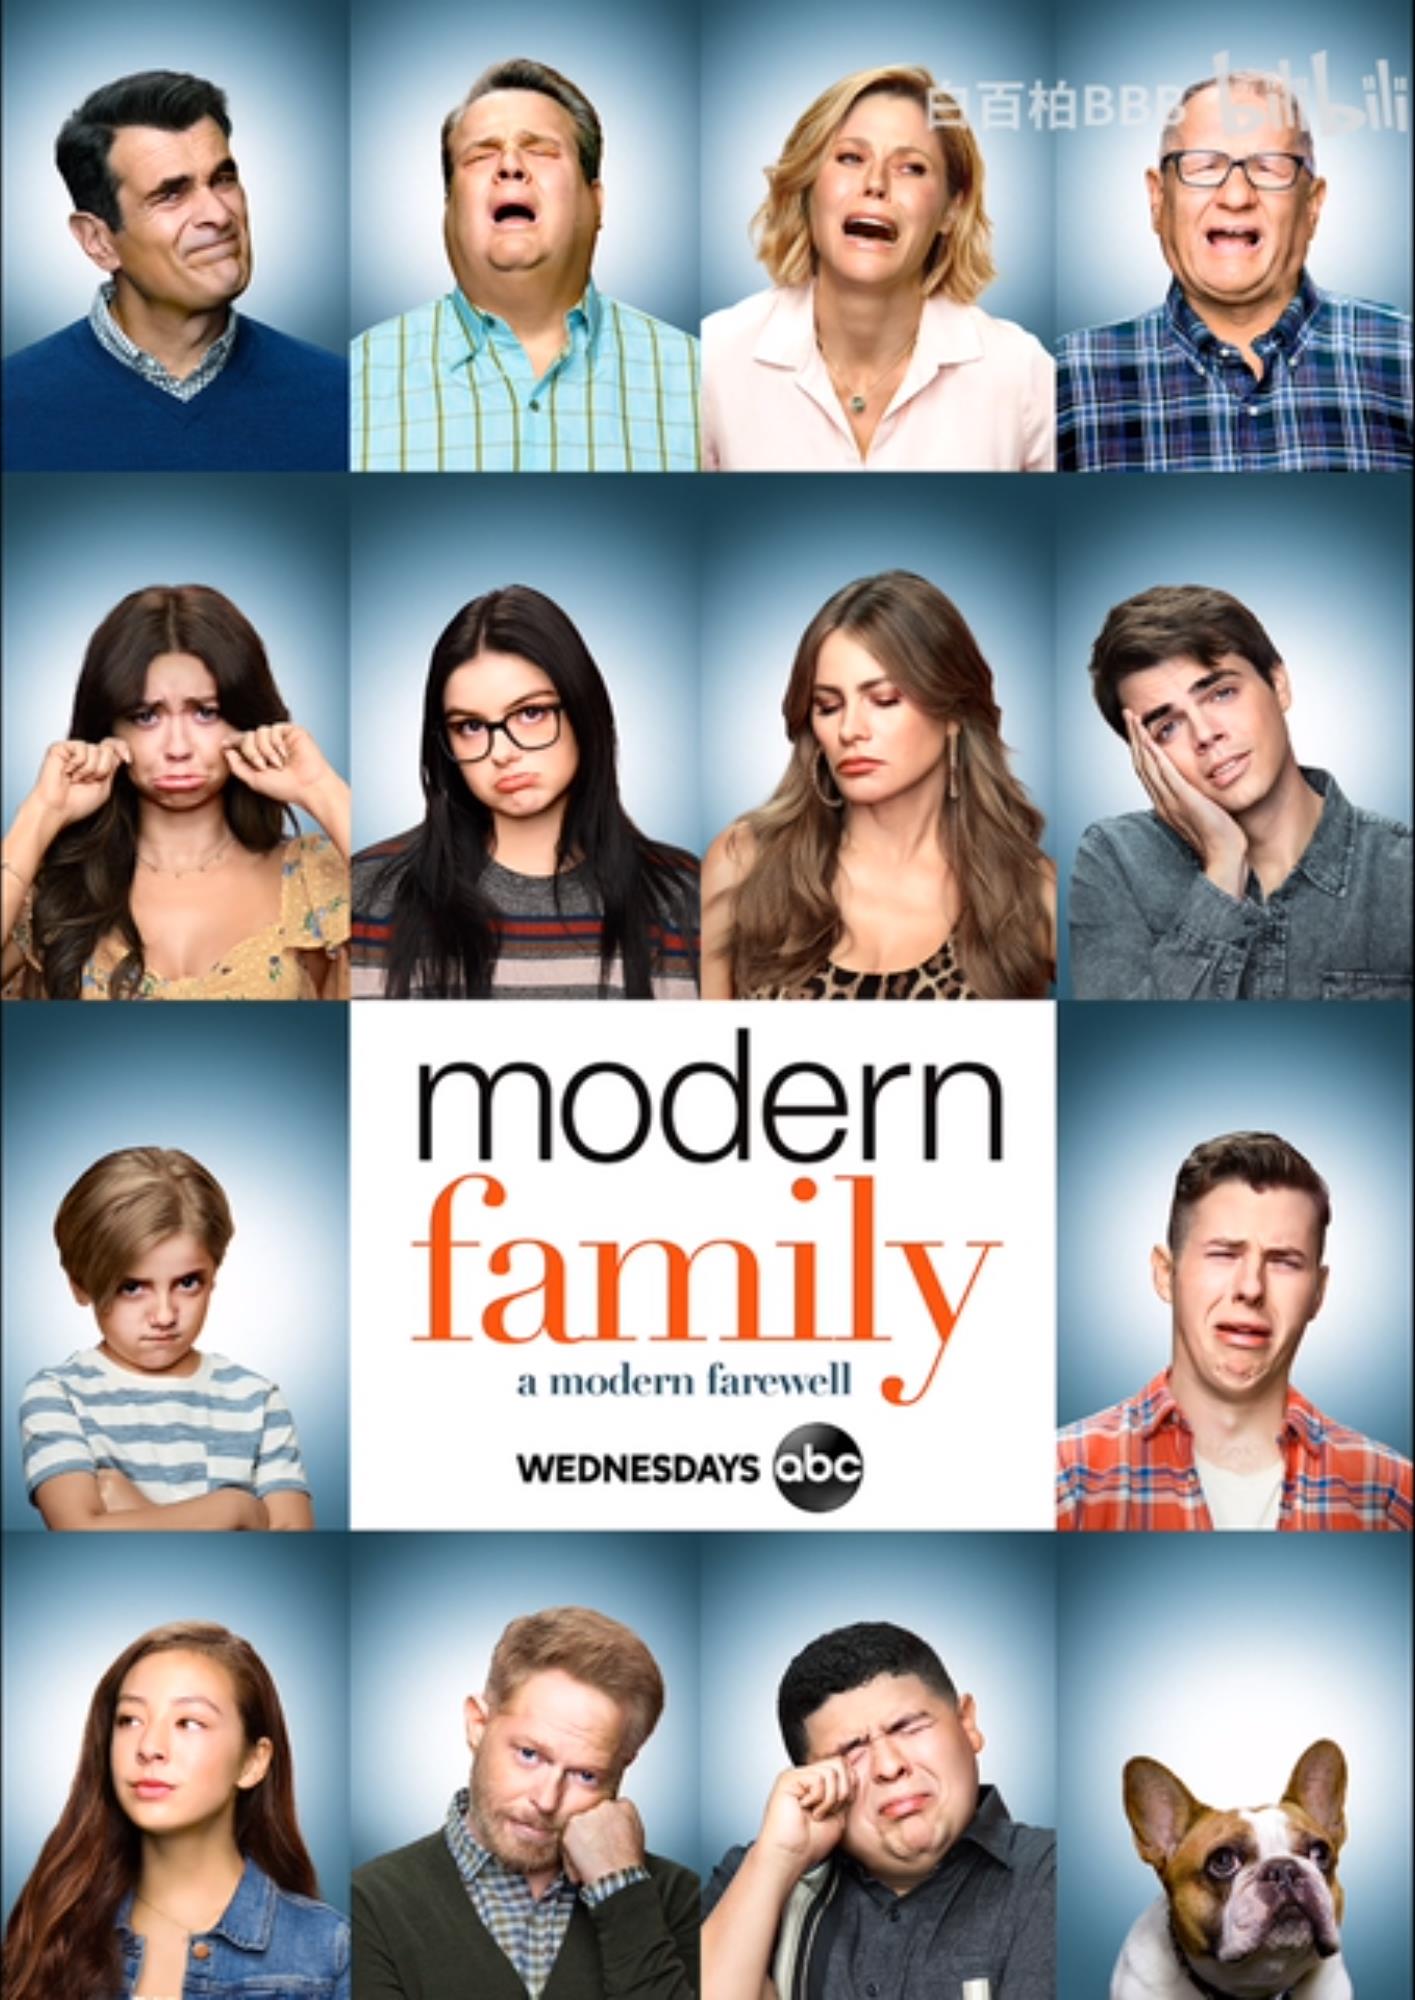 白百柏BBB bilibili
modern
family
a modern farewell
WEDNESDAYS abc